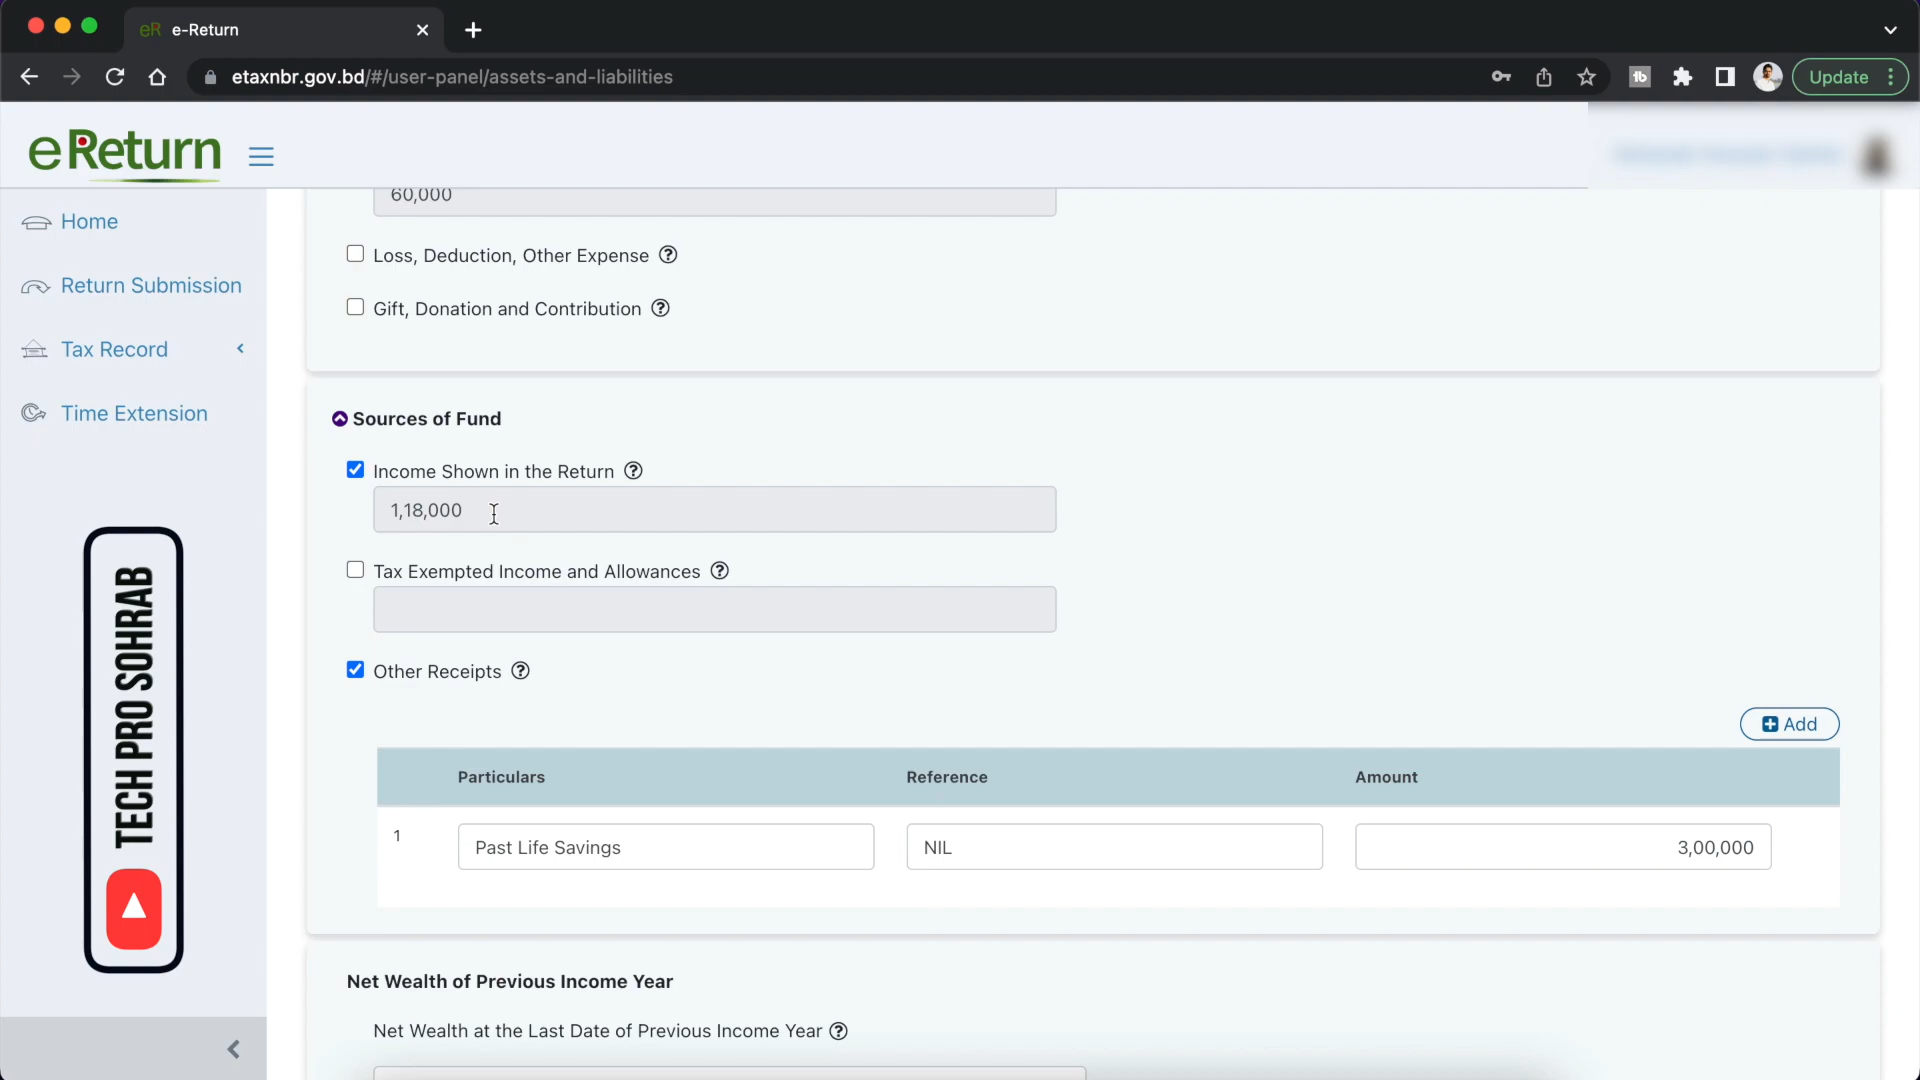 eR e-Return
etaxnbr.gov.bd/#/user-panel/assets-and-liabilities
tb
Update
eReturn
Home
Return Submission
Tax Record
Time Extension
TECH PRO SOHRAB
60,000
Loss, Deduction, Other Expense ?
Gift, Donation and Contribution ?
Sources of Fund
Income Shown in the Return ?
1,18,000
Tax Exempted Income and Allowances ?
Other Receipts ?
Add
Particulars Reference Amount
1 Past Life Savings NIL 3,00,000
Net Wealth of Previous Income Year
Net Wealth at the Last Date of Previous Income Year ?